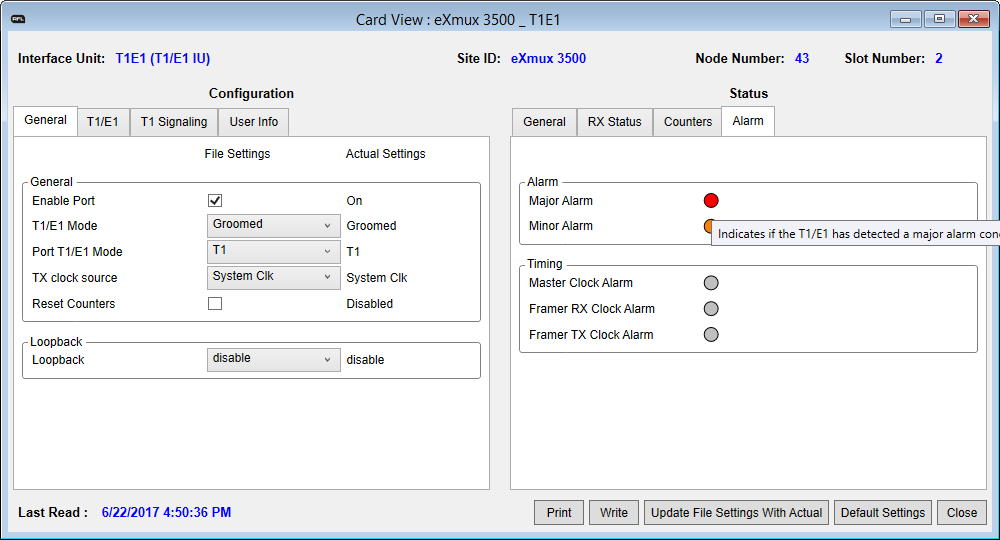 RFL
Card View : eXmux 3500 _ T1E1
Interface Unit: T1E1 (T1/E1 IU) Site ID: eXmux 3500 Node Number: 43 Slot Number: 2
Configuration
General T1/E1 T1 Signaling User Info
File Settings Actual Settings
General
Enable Port On
T1/E1 Mode Groomed Groomed
Port T1/E1 Mode T1 T1
TX clock source System Clk System Clk
Reset Counters Disabled
Loopback
Loopback disable disable
Status
General RX Status Counters Alarm
Alarm
Major Alarm
Minor Alarm
Indicates if the T1/E1 has detected a major alarm con
Timing
Master Clock Alarm
Framer RX Clock Alarm
Framer TX Clock Alarm
Last Read : 6/22/2017 4:50:36 PM
Print Write Update File Settings With Actual Default Settings Close